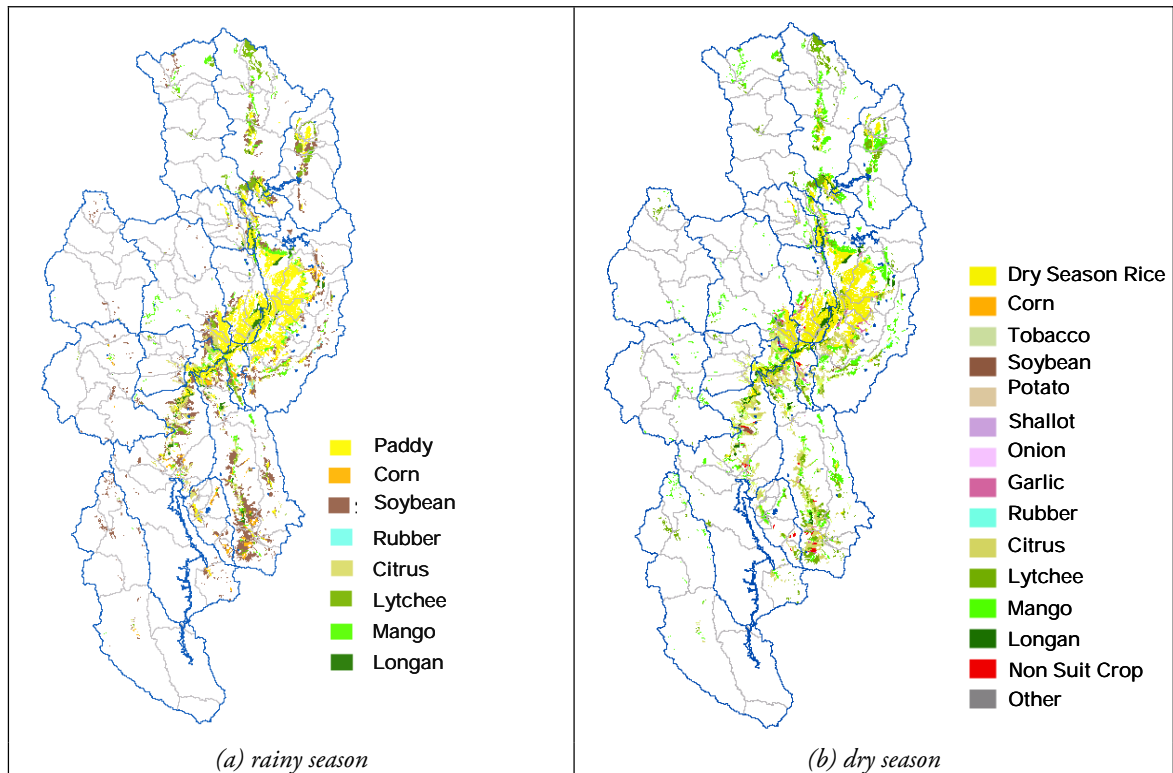 Paddy
Corn
Soybean
Rubber
Citrus
Lytchee
Mango
Longan
(a) rainy season
Dry Season Rice
Corn
Tobacco
Soybean
Potato
Shallot
Onion
Garlic
Rubber
Citrus
Lytchee
Mango
Longan
Non Suit Crop
Other
(b) dry season